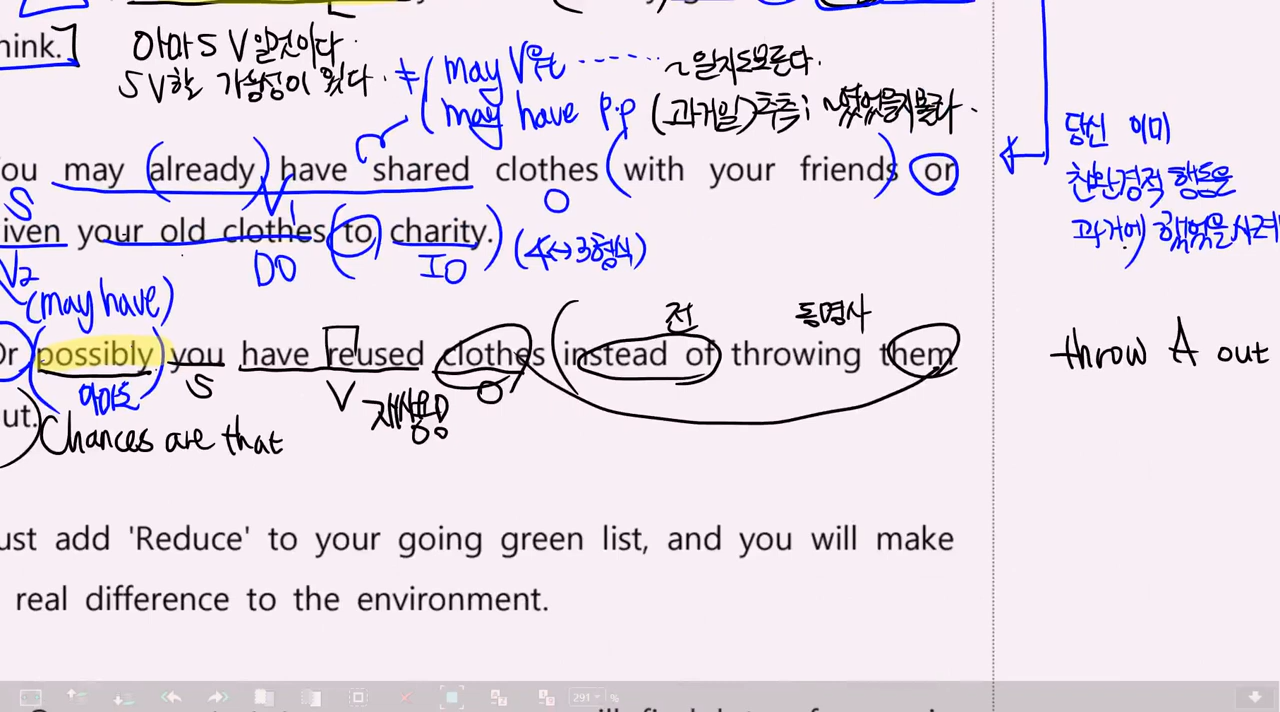 hink.]
아마 S V 일것이다.
S V할 가능성이 있다.
≠ may V원 ······ ~일지도모른다.
may have p.p (과거일) 추측; ~했었을지몰라.
ou may (already) have shared clothes (with your friends) or
S V O
iven your old clothes (to charity.) (4↔3형식)
V2 DO IO
(may have)
당신 이미
친환경적 행동을
과거에 했었을 사례
전 동명사
Or (possibly) you have reused clothes (instead of throwing them
throw A out
아마도 S V 재사용 O
out.)
Chances are that
ust add 'Reduce' to your going green list, and you will make
real difference to the environment.
291 %